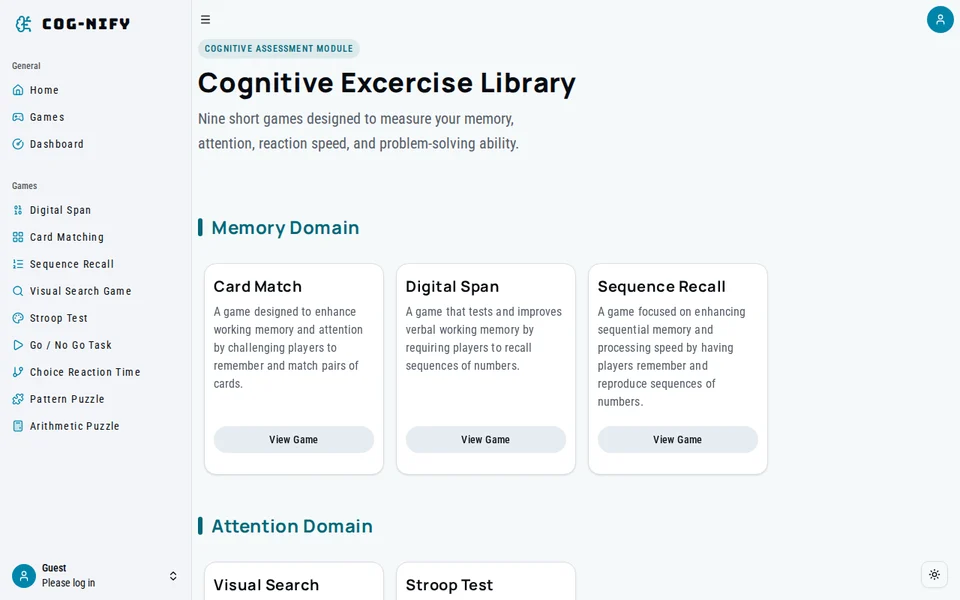 COG-NIFY
General
Home
Games
Dashboard
Games
Digital Span
Card Matching
Sequence Recall
Visual Search Game
Stroop Test
Go / No Go Task
Choice Reaction Time
Pattern Puzzle
Arithmetic Puzzle
Guest
Please log in
COGNITIVE ASSESSMENT MODULE
Cognitive Excercise Library
Nine short games designed to measure your memory,
attention, reaction speed, and problem-solving ability.
Memory Domain
Card Match
A game designed to enhance
working memory and attention
by challenging players to
remember and match pairs of
cards.
View Game
Digital Span
A game that tests and improves
verbal working memory by
requiring players to recall
sequences of numbers.
View Game
Sequence Recall
A game focused on enhancing
sequential memory and
processing speed by having
players remember and
reproduce sequences of
numbers.
View Game
Attention Domain
Visual Search
Stroop Test